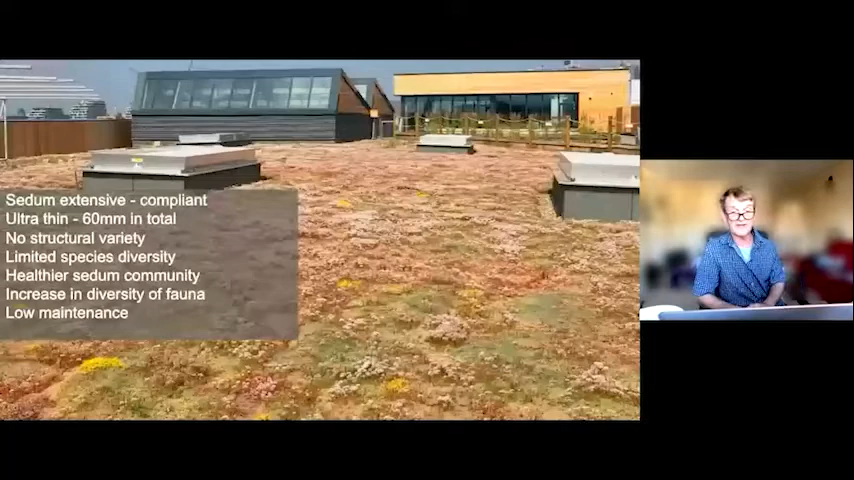 Sedum extensive - compliant
Ultra thin - 60mm in total
No structural variety
Limited species diversity
Healthier sedum community
Increase in diversity of fauna
Low maintenance